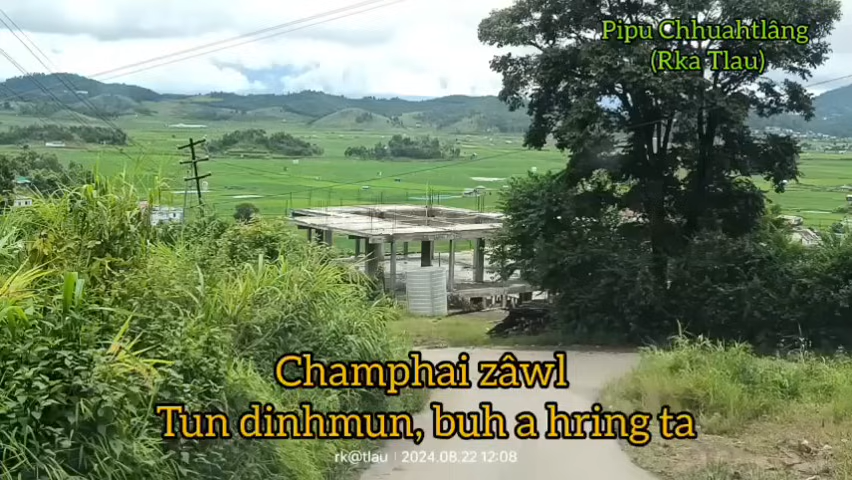 Pipu Chhuahtlâng
(Rka Tlau)
Champhai zâwl
Tun dinhmun, buh a hring ta
rk@tlau | 2024.08.22 12:08